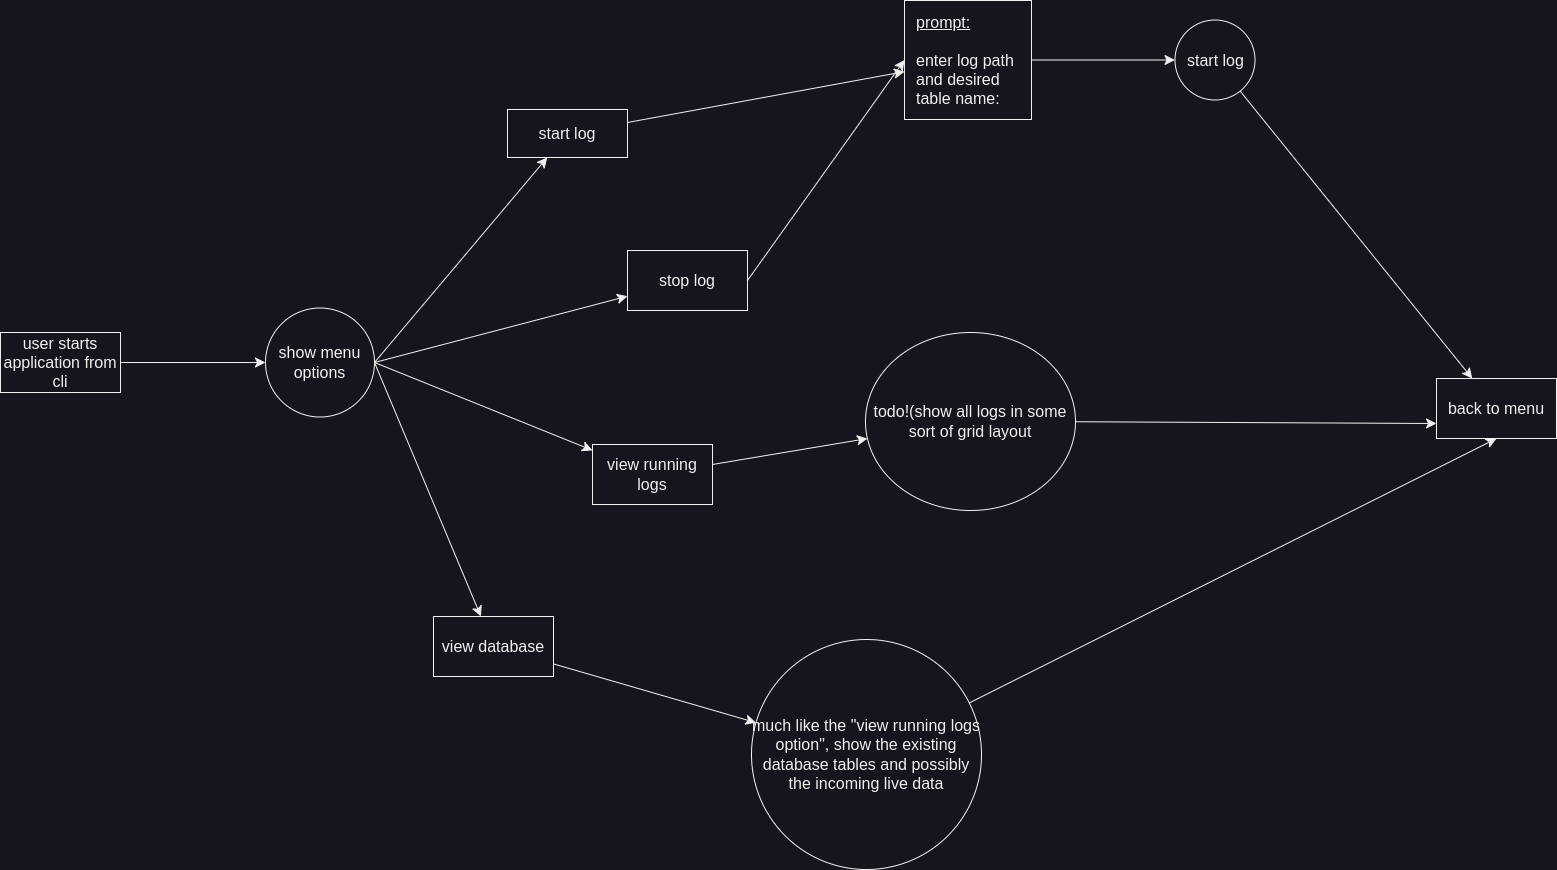 prompt:
enter log path
and desired
table name:
start log
start log
stop log
user starts
application from
cli
show menu
options
todo!(show all logs in some
sort of grid layout
back to menu
view running
logs
view database
much like the "view running logs
option", show the existing
database tables and possibly
the incoming live data